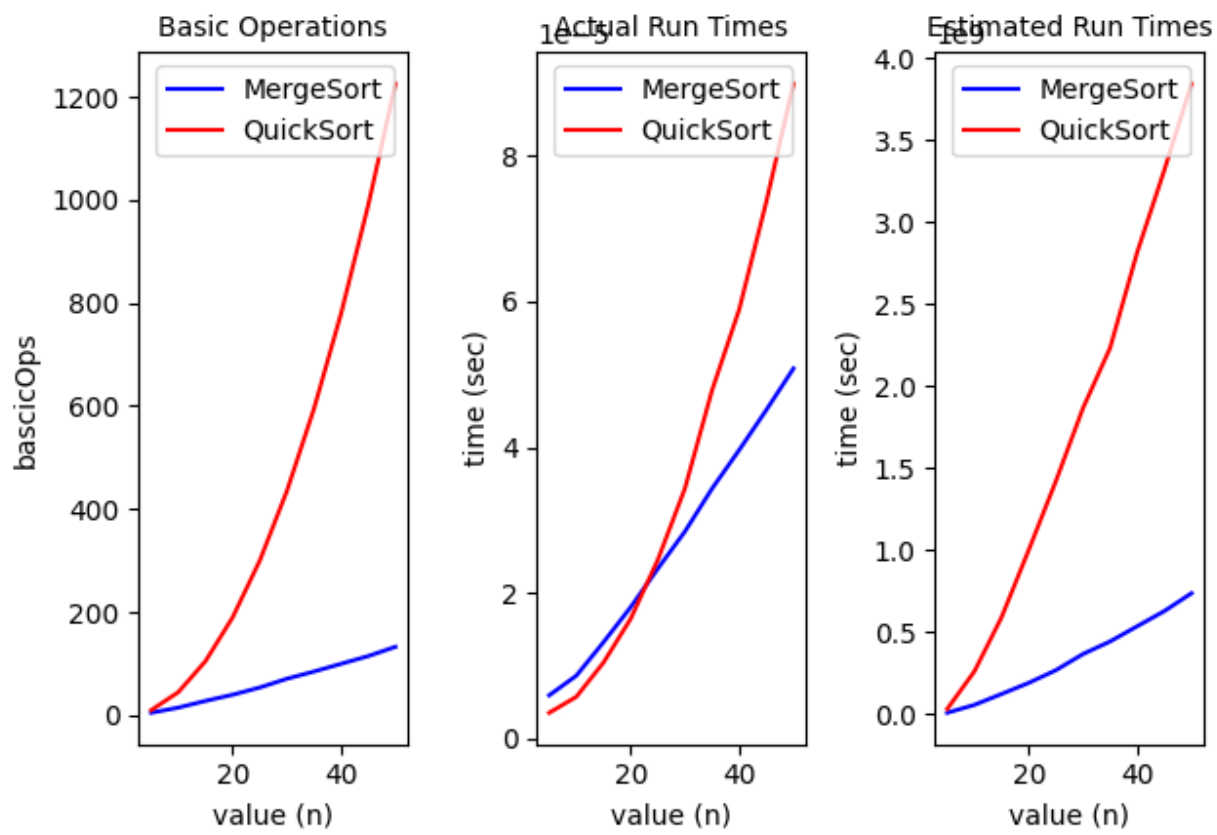 Basic Operations
MergeSort
QuickSort
1200
1000
800
600
400
200
0
bascicOps
20 40
value (n)
Actual Run Times
1e-5
MergeSort
QuickSort
8
6
4
2
0
time (sec)
20 40
value (n)
Estimated Run Times
1e9
MergeSort
QuickSort
4.0
3.5
3.0
2.5
2.0
1.5
1.0
0.5
0.0
time (sec)
20 40
value (n)